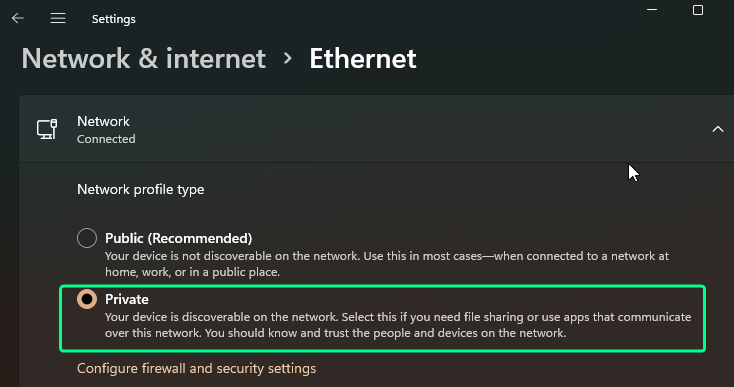 Settings
Network & internet › Ethernet
Network
Connected
Network profile type
Public (Recommended)
Your device is not discoverable on the network. Use this in most cases—when connected to a network at
home, work, or in a public place.
Private
Your device is discoverable on the network. Select this if you need file sharing or use apps that communicate
over this network. You should know and trust the people and devices on the network.
Configure firewall and security settings